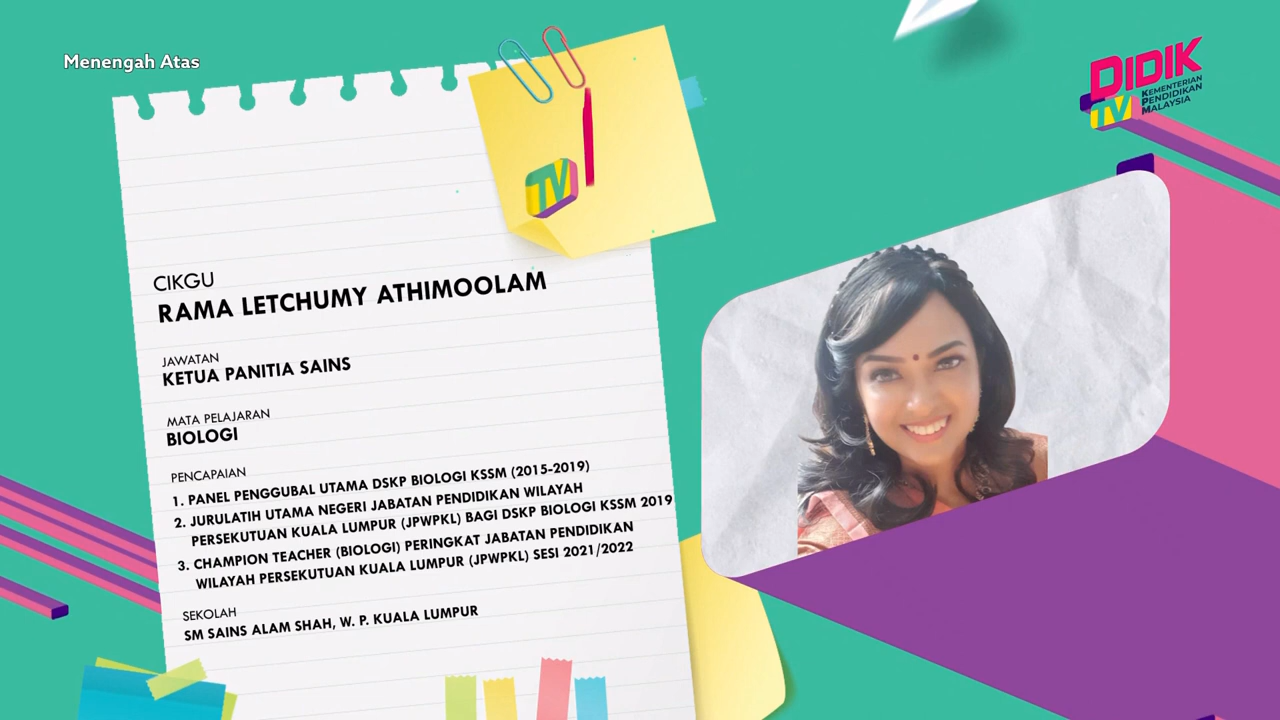 Menengah Atas
DIDIK
TV
KEMENTERIAN
PENDIDIKAN
MALAYSIA
TV
CIKGU
RAMA LETCHUMY ATHIMOOLAM
JAWATAN
KETUA PANITIA SAINS
MATA PELAJARAN
BIOLOGI
PENCAPAIAN
1. PANEL PENGGUBAL UTAMA DSKP BIOLOGI KSSM (2015-2019)
2. JURULATIH UTAMA NEGERI JABATAN PENDIDIKAN WILAYAH
PERSEKUTUAN KUALA LUMPUR (JPWPKL) BAGI DSKP BIOLOGI KSSM 2019
3. CHAMPION TEACHER (BIOLOGI) PERINGKAT JABATAN PENDIDIKAN
WILAYAH PERSEKUTUAN KUALA LUMPUR (JPWPKL) SESI 2021/2022
SEKOLAH
SM SAINS ALAM SHAH, W. P. KUALA LUMPUR